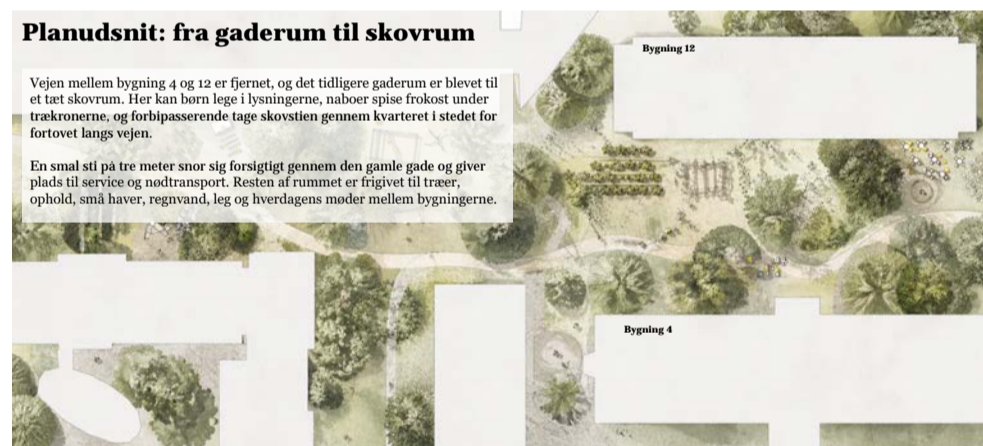 Planudsnit: fra gaderum til skovrum
Bygning 12
Vejen mellem bygning 4 og 12 er fjernet, og det tidligere gaderum er blevet til
et tæt skovrum. Her kan børn lege i lysningerne, naboer spise frokost under
trækronerne, og forbipasserende tage skovstien gennem kvarteret i stedet for
fortovet langs vejen.
En smal sti på tre meter snor sig forsigtigt gennem den gamle gade og giver
plads til service og nødtransport. Resten af rummet er frigivet til træer,
ophold, små haver, regnvand, leg og hverdagens møder mellem bygningerne.
Bygning 4